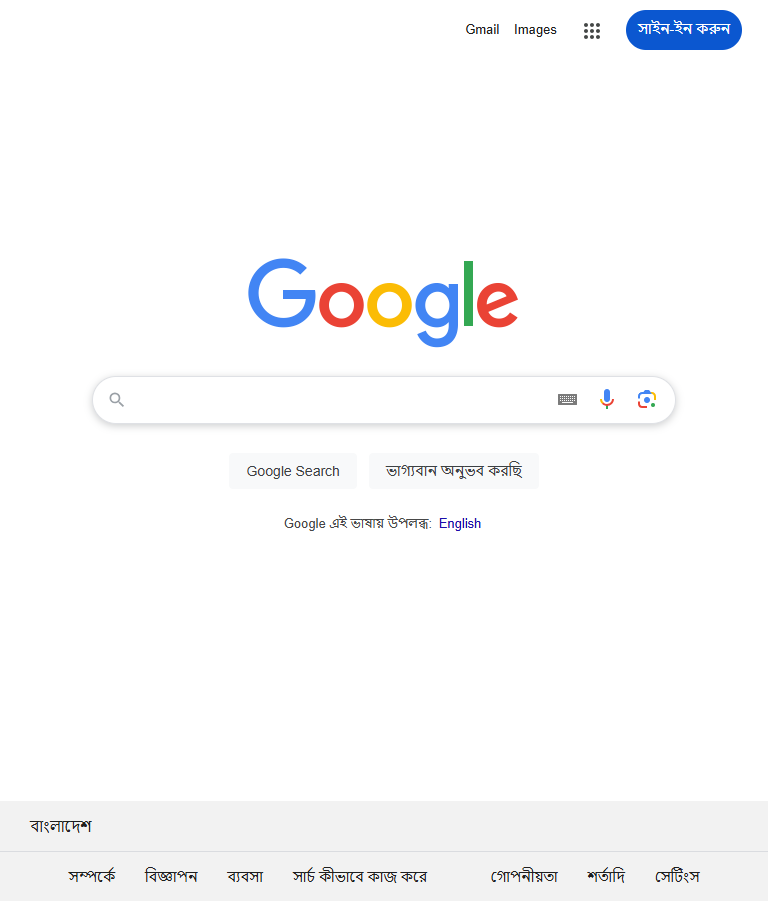 Gmail Images সাইন-ইন করুন
Google
Google Search ভাগ্যবান অনুভব করছি
Google এই ভাষায় উপলব্ধ: English
বাংলাদেশ
সম্পর্কে বিজ্ঞাপন ব্যবসা সার্চ কীভাবে কাজ করে গোপনীয়তা শর্তাদি সেটিংস